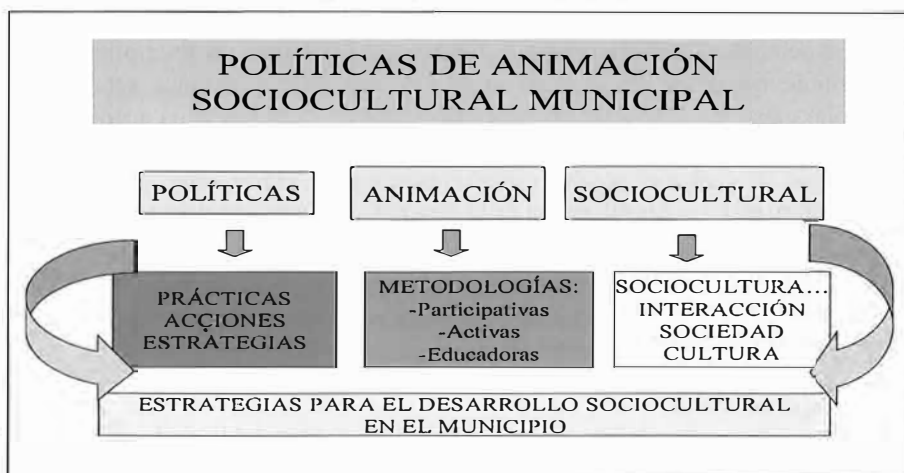 POLÍTICAS DE ANIMACIÓN
SOCIOCULTURAL MUNICIPAL
POLÍTICAS
ANIMACIÓN
SOCIOCULTURAL
PRÁCTICAS
ACCIONES
ESTRATEGIAS
METODOLOGÍAS:
-Participativas
-Activas
-Educadoras
SOCIOCULTURA...
INTERACCIÓN
SOCIEDAD
CULTURA
ESTRATEGIAS PARA EL DESARROLLO SOCIOCULTURAL
EN EL MUNICIPIO